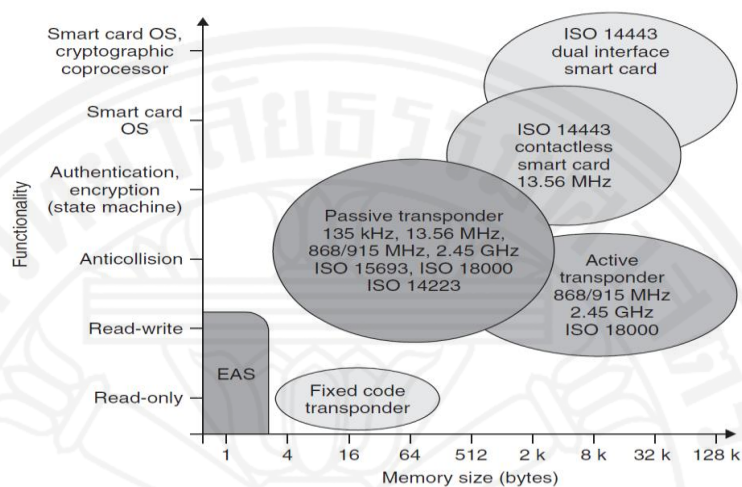 Smart card OS,
cryptographic
coprocessor
Smart card
OS
Authentication,
encryption
(state machine)
Anticollision
Read-write
Read-only
Functionality
ISO 14443
dual interface
smart card
ISO 14443
contactless
smart card
13.56 MHz
Passive transponder
135 kHz, 13.56 MHz,
868/915 MHz, 2.45 GHz
ISO 15693, ISO 18000
ISO 14223
Active
transponder
868/915 MHz
2.45 GHz
ISO 18000
EAS
Fixed code
transponder
1 4 16 64 512 2 k 8 k 32 k 128 k
Memory size (bytes)